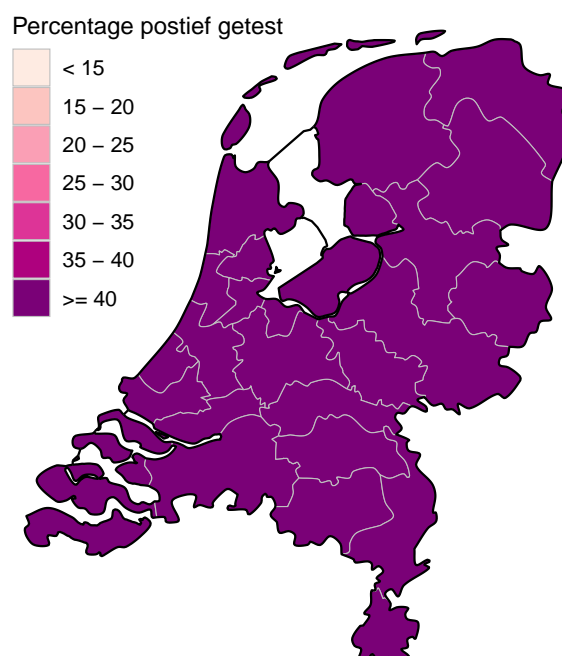 Percentage postief getest
< 15
15 – 20
20 – 25
25 – 30
30 – 35
35 – 40
>= 40